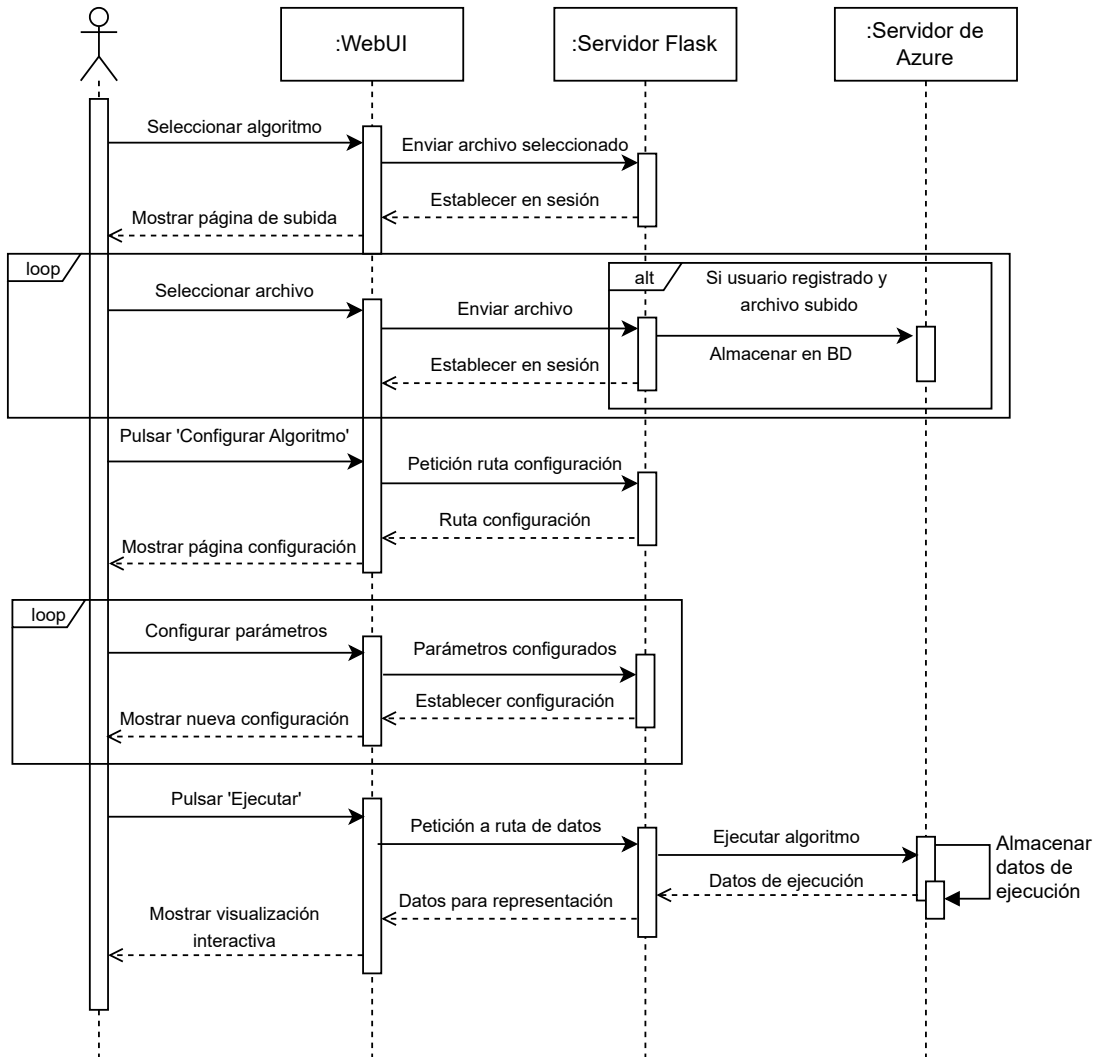 :WebUI
:Servidor Flask
:Servidor de
Azure
Seleccionar algoritmo
Enviar archivo seleccionado
Establecer en sesión
Mostrar página de subida
loop
alt
Si usuario registrado y
archivo subido
Seleccionar archivo
Enviar archivo
Almacenar en BD
Establecer en sesión
Pulsar 'Configurar Algoritmo'
Petición ruta configuración
Ruta configuración
Mostrar página configuración
loop
Configurar parámetros
Parámetros configurados
Establecer configuración
Mostrar nueva configuración
Pulsar 'Ejecutar'
Petición a ruta de datos
Ejecutar algoritmo
Almacenar
datos de
ejecución
Datos de ejecución
Datos para representación
Mostrar visualización
interactiva